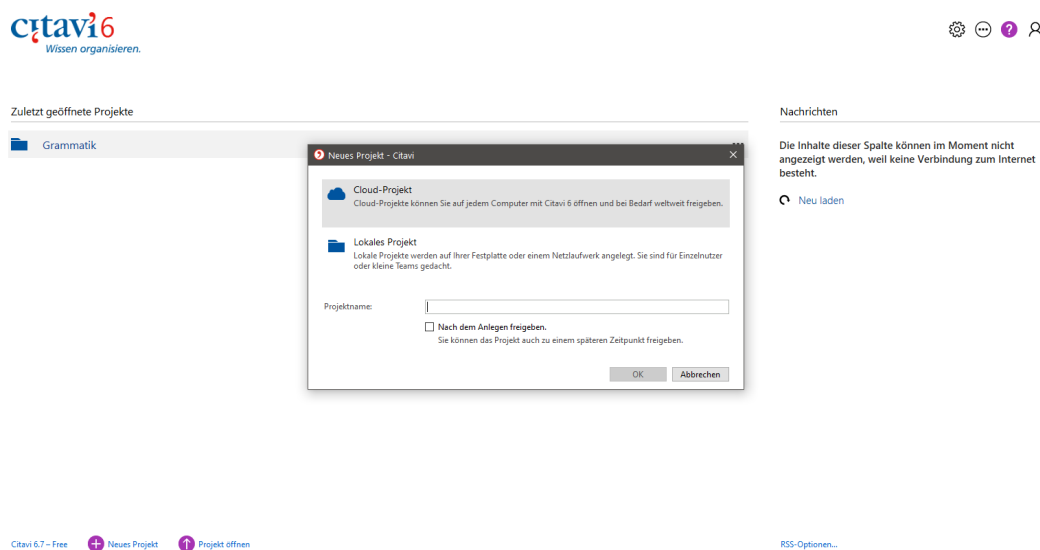 citavi 6
Wissen organisieren.
Zuletzt geöffnete Projekte
Grammatik
Nachrichten
Die Inhalte dieser Spalte können im Moment nicht
angezeigt werden, weil keine Verbindung zum Internet
besteht.
Neu laden
Neues Projekt - Citavi
Cloud-Projekt
Cloud-Projekte können Sie auf jedem Computer mit Citavi 6 öffnen und bei Bedarf weltweit freigeben.
Lokales Projekt
Lokale Projekte werden auf Ihrer Festplatte oder einem Netzlaufwerk angelegt. Sie sind für Einzelnutzer
oder kleine Teams gedacht.
Projektname:
Nach dem Anlegen freigeben.
Sie können das Projekt auch zu einem späteren Zeitpunkt freigeben.
OK Abbrechen
Citavi 6.7 – Free Neues Projekt Projekt öffnen
RSS-Optionen...